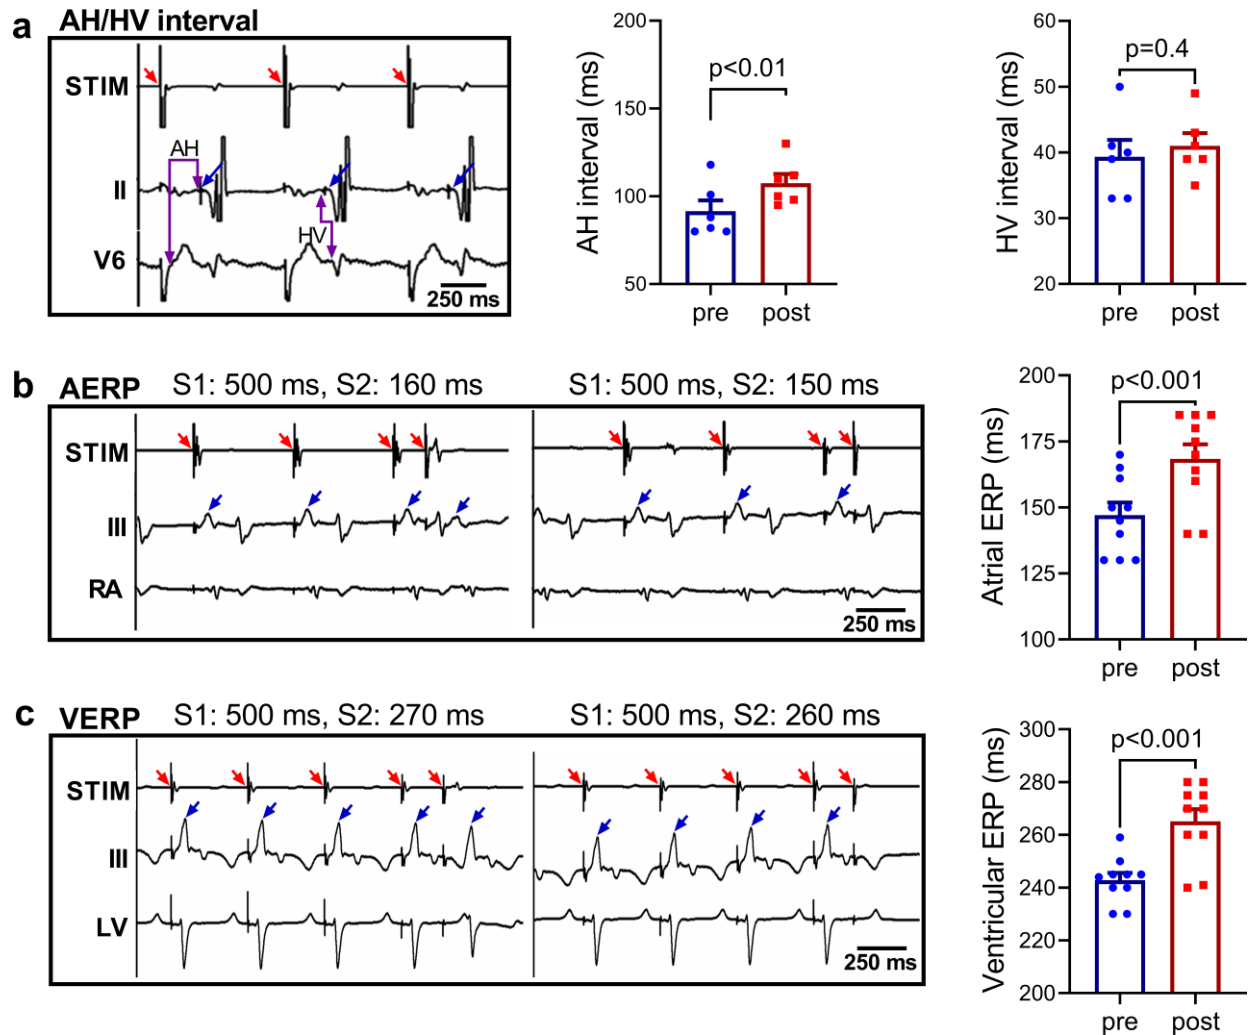 a AH/HV interval
STIM
II
V6
AH
HV
250 ms
AH interval (ms)
200
150
100
50
p<0.01
pre post
HV interval (ms)
60
50
40
30
20
p=0.4
pre post
b AERP S1: 500 ms, S2: 160 ms S1: 500 ms, S2: 150 ms
STIM
III
RA
250 ms
Atrial ERP (ms)
200
175
150
125
100
p<0.001
pre post
c VERP S1: 500 ms, S2: 270 ms S1: 500 ms, S2: 260 ms
STIM
III
LV
250 ms
Ventricular ERP (ms)
300
280
260
240
220
200
p<0.001
pre post